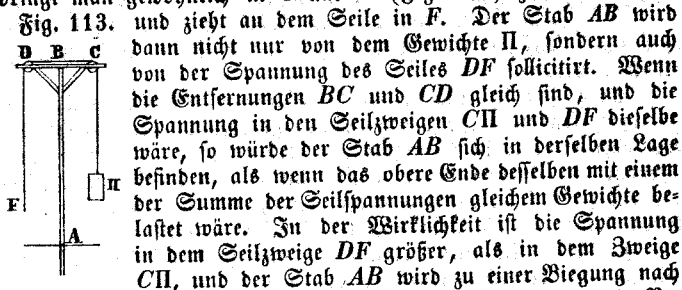 Fig. 113.
D B C
F
Π
A
und zieht an dem Seile in F. Der Stab AB wird
dann nicht nur von dem Gewichte Π, sondern auch
von der Spannung des Seiles DF sollicitirt. Wenn
die Entfernungen BC und CD gleich sind, und die
Spannung in den Seilzweigen CΠ und DF dieselbe
wäre, so würde der Stab AB sich in derselben Lage
befinden, als wenn das obere Ende desselben mit einem
der Summe der Seilspannungen gleichem Gewichte be-
lastet wäre. In der Wirklichkeit ist die Spannung
in dem Seilzweige DF größer, als in dem Zweige
CΠ, und der Stab AB wird zu einer Biegung nach